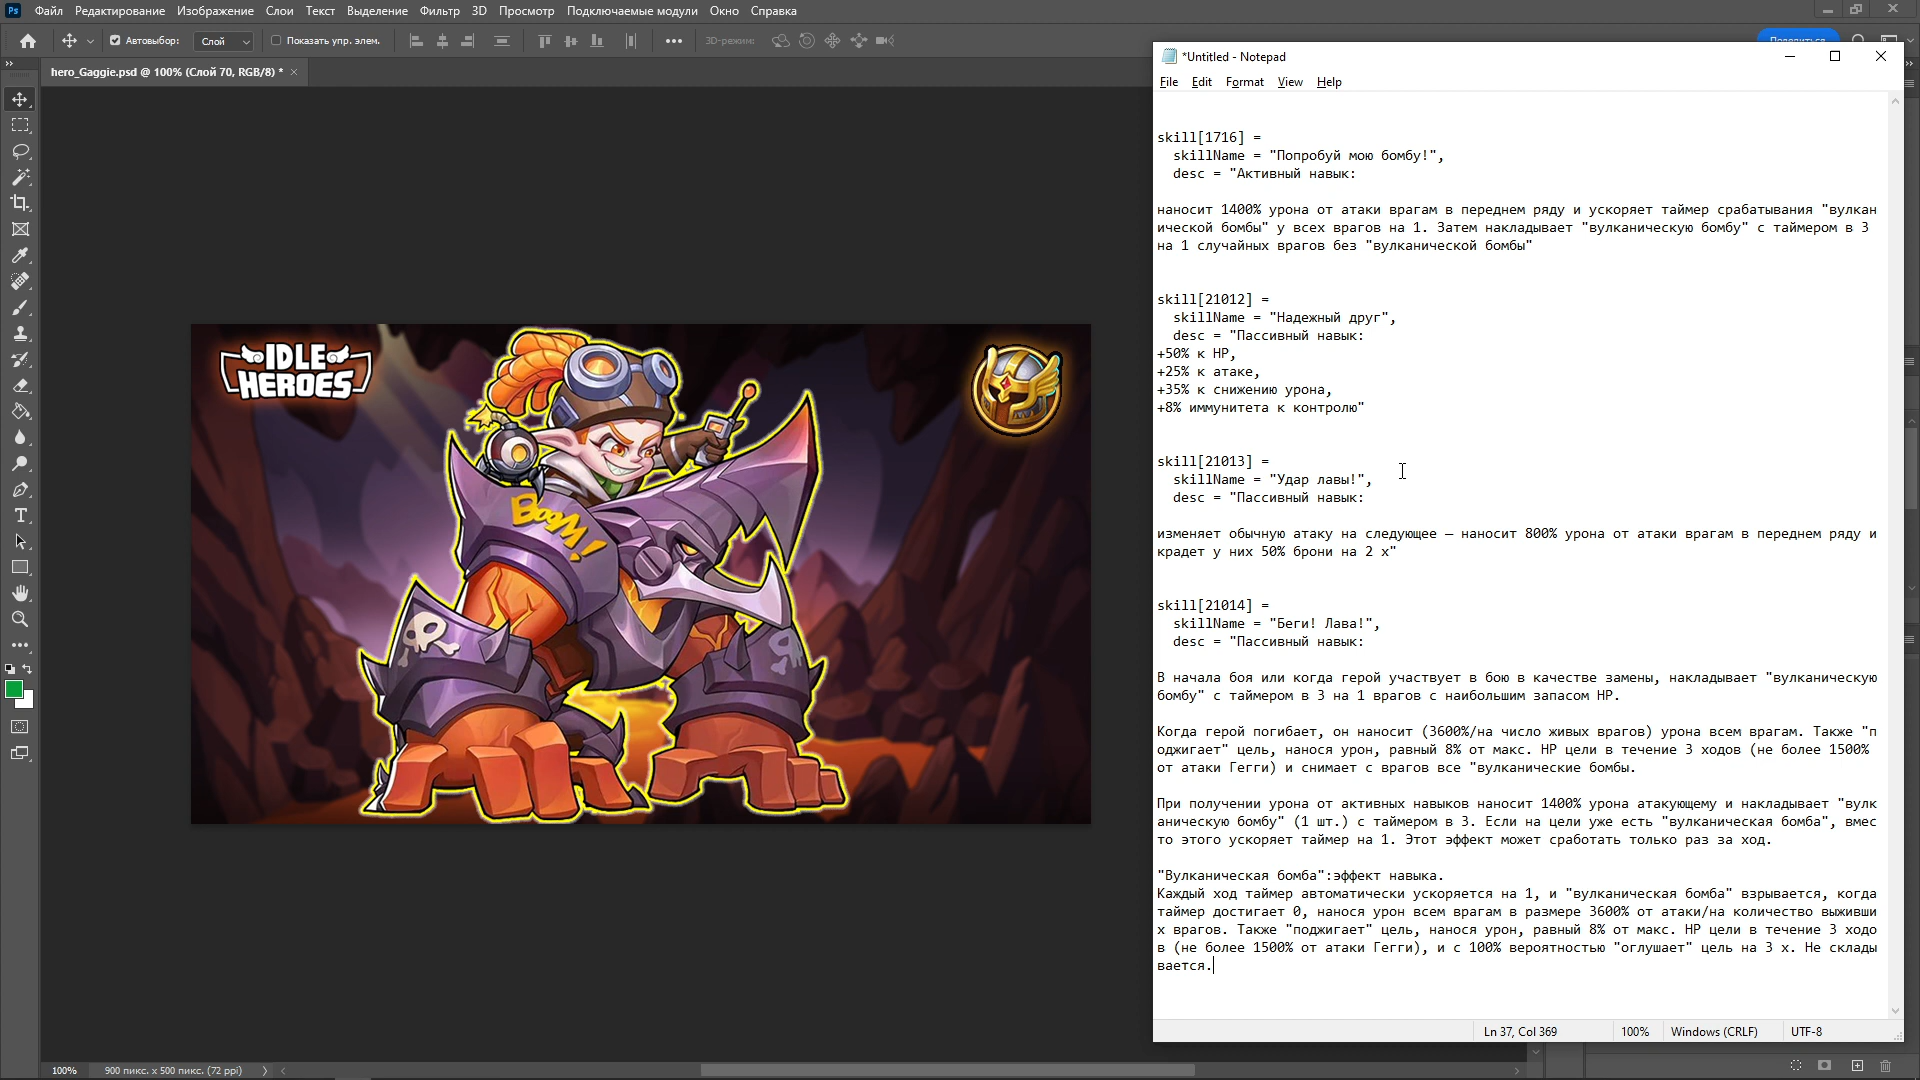 Ps Файл Редактирование Изображение Слои Текст Выделение Фильтр 3D Просмотр Подключаемые модули Окно Справка
Автовыбор: Слой Показать упр. элем. ••• 3D-режим:
hero_Gaggie.psd @ 100% (Слой 70, RGB/8) * ×
IDLE
HEROES
BOOM!
100% 900 пикс. x 500 пикс. (72 ppi)
*Untitled - Notepad
File Edit Format View Help
skill[1716] =
skillName = "Попробуй мою бомбу!",
desc = "Активный навык:
наносит 1400% урона от атаки врагам в переднем ряду и ускоряет таймер срабатывания "вулкан
ической бомбы" у всех врагов на 1. Затем накладывает "вулканическую бомбу" с таймером в 3
на 1 случайных врагов без "вулканической бомбы"
skill[21012] =
skillName = "Надежный друг",
desc = "Пассивный навык:
+50% к HP,
+25% к атаке,
+35% к снижению урона,
+8% иммунитета к контролю"
skill[21013] =
skillName = "Удар лавы!",
desc = "Пассивный навык:
изменяет обычную атаку на следующее — наносит 800% урона от атаки врагам в переднем ряду и
крадет у них 50% брони на 2 х"
skill[21014] =
skillName = "Беги! Лава!",
desc = "Пассивный навык:
В начала боя или когда герой участвует в бою в качестве замены, накладывает "вулканическую
бомбу" с таймером в 3 на 1 врагов с наибольшим запасом HP.
Когда герой погибает, он наносит (3600%/на число живых врагов) урона всем врагам. Также "п
оджигает" цель, нанося урон, равный 8% от макс. HP цели в течение 3 ходов (не более 1500%
от атаки Гегги) и снимает с врагов все "вулканические бомбы.
При получении урона от активных навыков наносит 1400% урона атакующему и накладывает "вулк
аническую бомбу" (1 шт.) с таймером в 3. Если на цели уже есть "вулканическая бомба", вмес
то этого ускоряет таймер на 1. Этот эффект может сработать только раз за ход.
"Вулканическая бомба":эффект навыка.
Каждый ход таймер автоматически ускоряется на 1, и "вулканическая бомба" взрывается, когда
таймер достигает 0, нанося урон всем врагам в размере 3600% от атаки/на количество выживши
х врагов. Также "поджигает" цель, нанося урон, равный 8% от макс. HP цели в течение 3 ходо
в (не более 1500% от атаки Гегги), и с 100% вероятностью "оглушает" цель на 3 х. Не склады
вается.
Ln 37, Col 369 100% Windows (CRLF) UTF-8